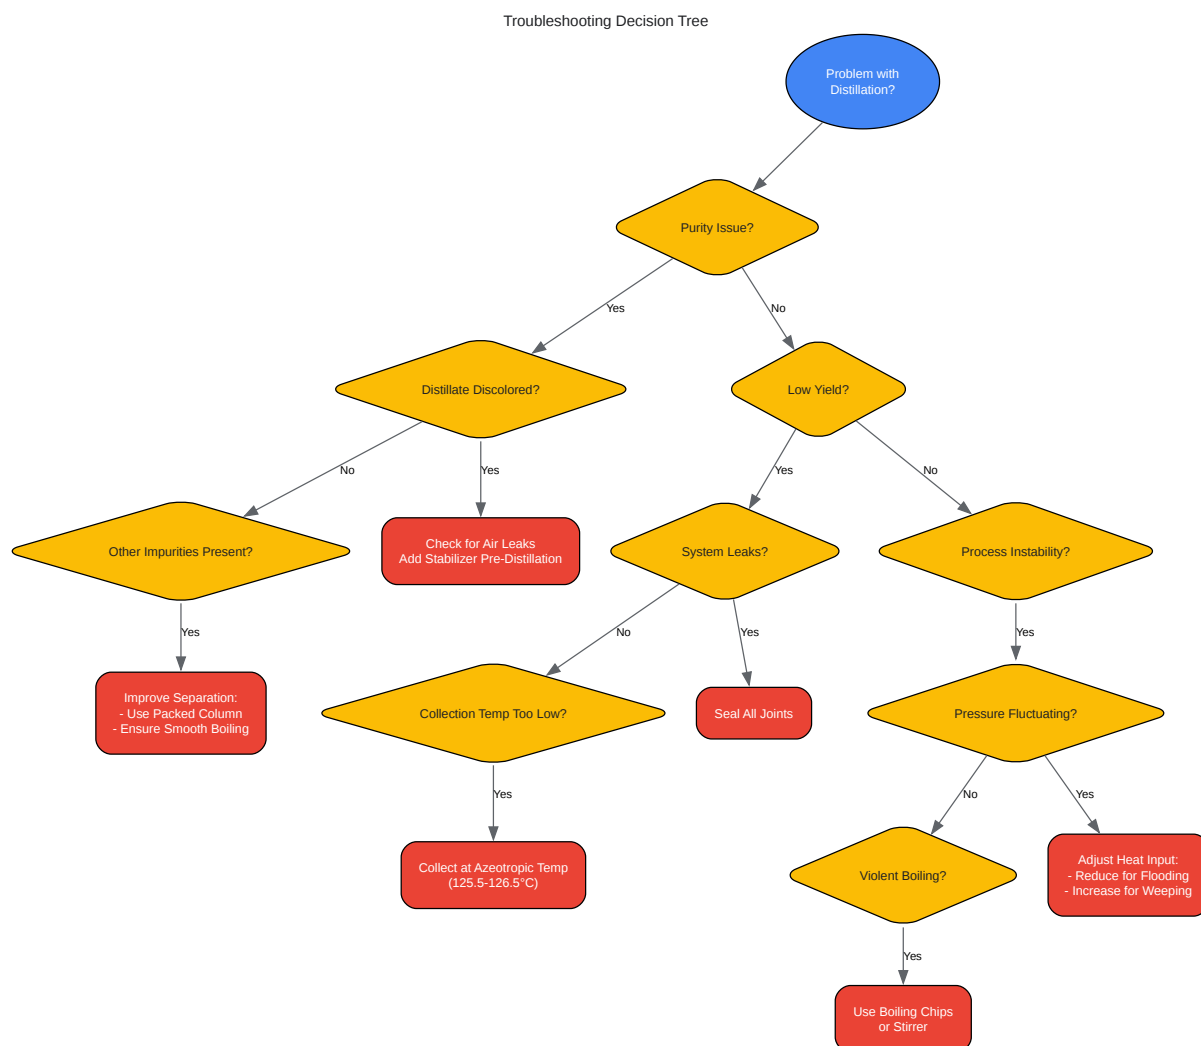 Troubleshooting Decision Tree
Problem with
Distillation?
Purity Issue?
Yes
No
Distillate Discolored?
Low Yield?
No
Yes
Yes
No
Other Impurities Present?
Check for Air Leaks
Add Stabilizer Pre-Distillation
System Leaks?
Process Instability?
Yes
No
Yes
Yes
Improve Separation:
- Use Packed Column
- Ensure Smooth Boiling
Collection Temp Too Low?
Seal All Joints
Pressure Fluctuating?
Yes
No
Yes
Collect at Azeotropic Temp
(125.5-126.5°C)
Violent Boiling?
Adjust Heat Input:
- Reduce for Flooding
- Increase for Weeping
Yes
Use Boiling Chips
or Stirrer